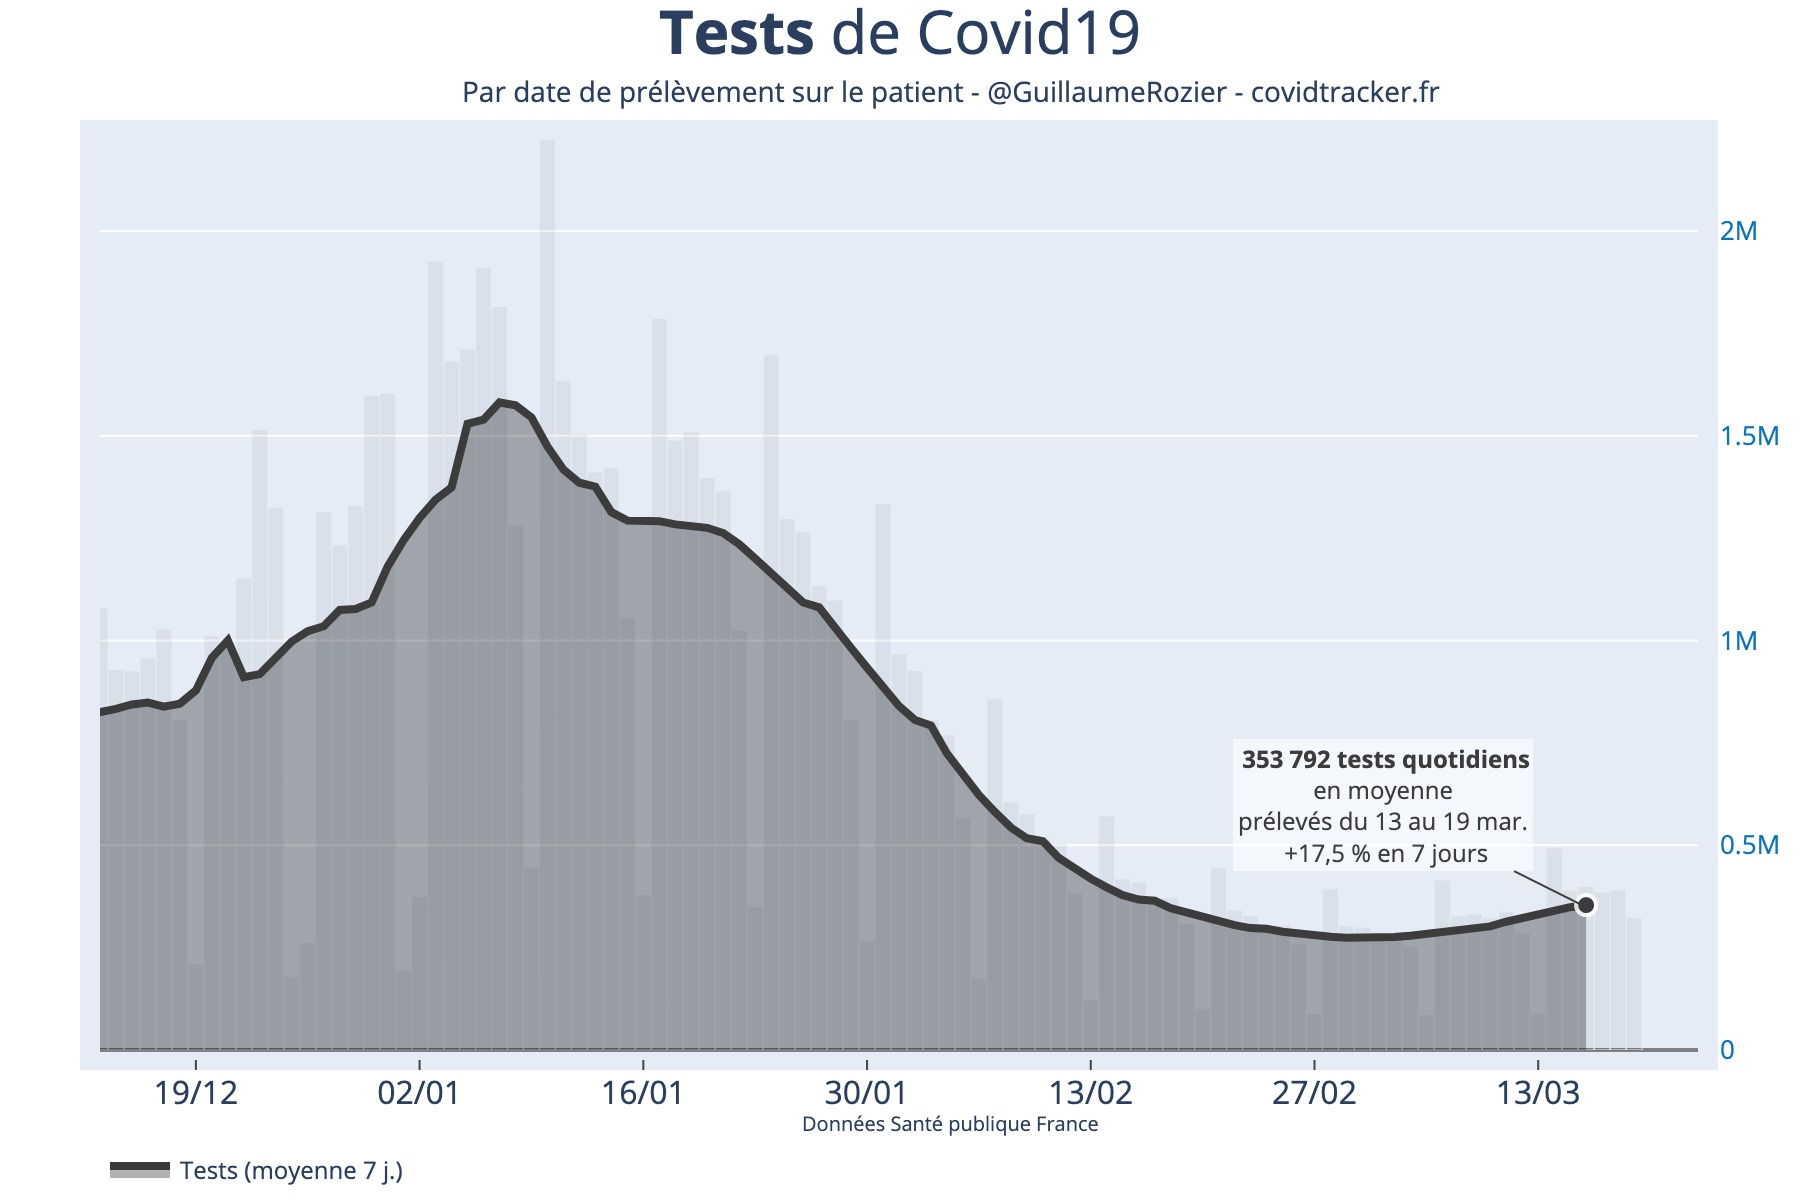 Tests de Covid19
Par date de prélèvement sur le patient - @GuillaumeRozier - covidtracker.fr
2M
1.5M
1M
353 792 tests quotidiens
en moyenne
prélevés du 13 au 19 mar.
+17,5 % en 7 jours
0.5M
0
19/12 02/01 16/01 30/01 13/02 27/02 13/03
Données Santé publique France
Tests (moyenne 7 j.)